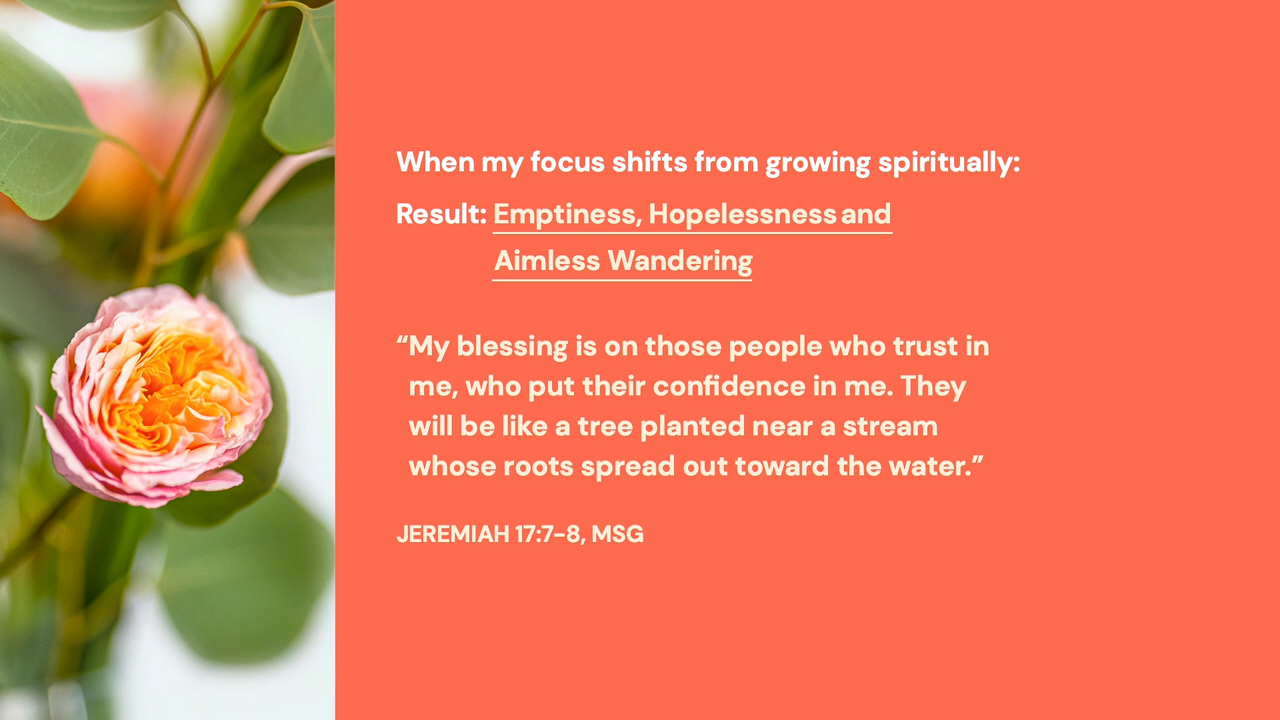 When my focus shifts from growing spiritually:
Result: Emptiness, Hopelessness and
Aimless Wandering
“My blessing is on those people who trust in
me, who put their confidence in me. They
will be like a tree planted near a stream
whose roots spread out toward the water.”
JEREMIAH 17:7–8, MSG